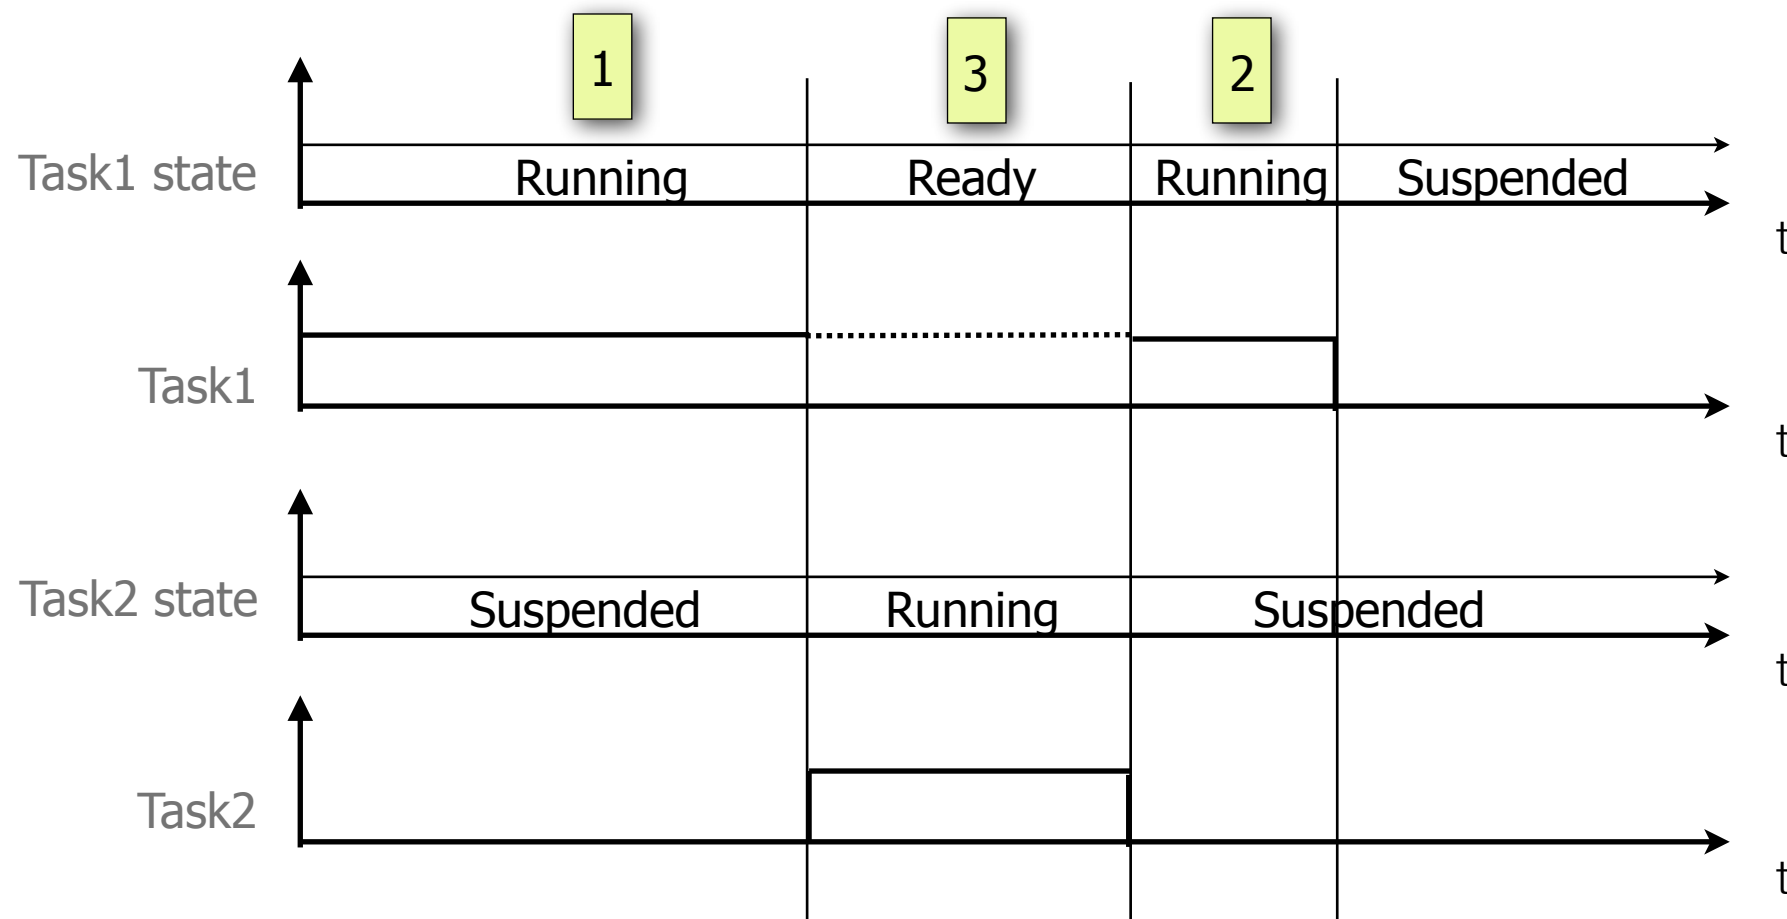 1 3 2
Task1 state Running Ready Running Suspended
t
Task1
t
Task2 state Suspended Running Suspended
t
Task2
t